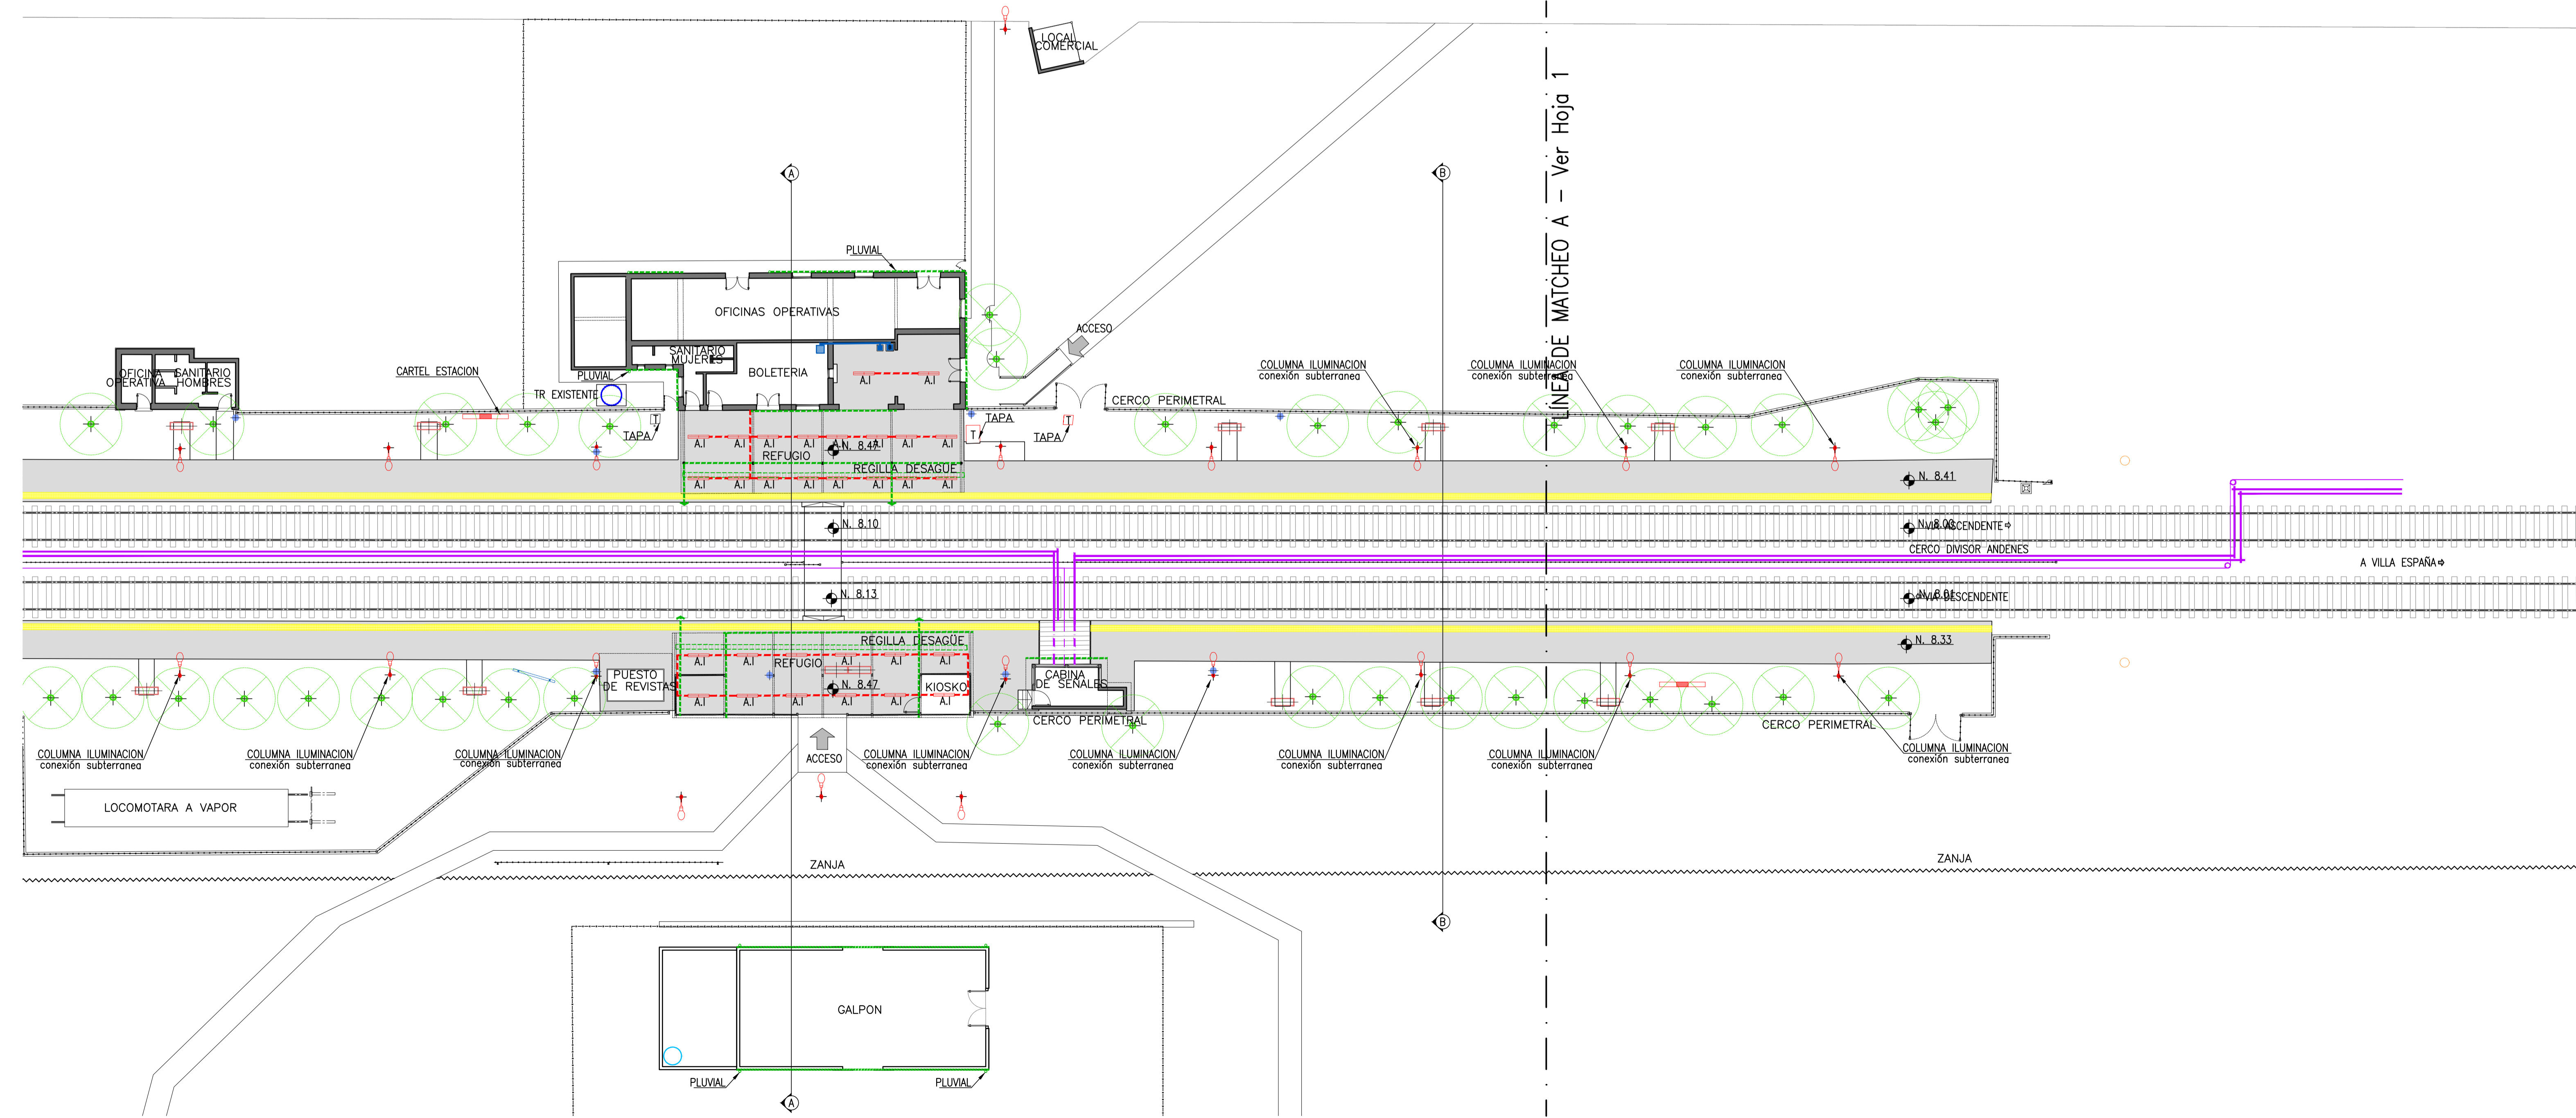 LOCAL
COMERCIAL
LÍNEA DE MATCHEO A - Ver Hoja 1
A
B
PLUVIAL
OFICINAS OPERATIVAS
ACCESO
SANITARIO
MUJERES
BOLETERIA
PLUVIAL
A.I
A.I
OFICINA
OPERATIVA
SANITARIO
HOMBRES
CARTEL ESTACION
TR EXISTENTE
COLUMNA ILUMINACION
conexión subterranea
COLUMNA ILUMINACION
conexión subterranea
COLUMNA ILUMINACION
conexión subterranea
CERCO PERIMETRAL
T
TAPA
T
TAPA
T
TAPA
A.I
A.I
A.I
A.I
A.I
A.I
A.I
A.I
N. 8.47
REFUGIO
REGILLA DESAGÜE
A.I
A.I
A.I
A.I
A.I
A.I
A.I
A.I
N. 8.41
N. 8.10
VIA ASCENDENTE
CERCO DIVISOR ANDENES
A VILLA ESPAÑA
N. 8.13
VIA DESCENDENTE
N. 8.33
REGILLA DESAGÜE
A.I
A.I
REFUGIO
A.I
A.I
A.I
PUESTO
DE REVISTAS
N. 8.47
KIOSKO
A.I
A.I
A.I
A.I
A.I
A.I
CABINA
DE SEÑALES
CERCO PERIMETRAL
CERCO PERIMETRAL
COLUMNA ILUMINACION
conexión subterranea
COLUMNA ILUMINACION
conexión subterranea
COLUMNA ILUMINACION
conexión subterranea
ACCESO
COLUMNA ILUMINACION
conexión subterranea
COLUMNA ILUMINACION
conexión subterranea
COLUMNA ILUMINACION
conexión subterranea
COLUMNA ILUMINACION
conexión subterranea
COLUMNA ILUMINACION
conexión subterranea
LOCOMOTARA A VAPOR
ZANJA
ZANJA
B
GALPON
PLUVIAL
PLUVIAL
A